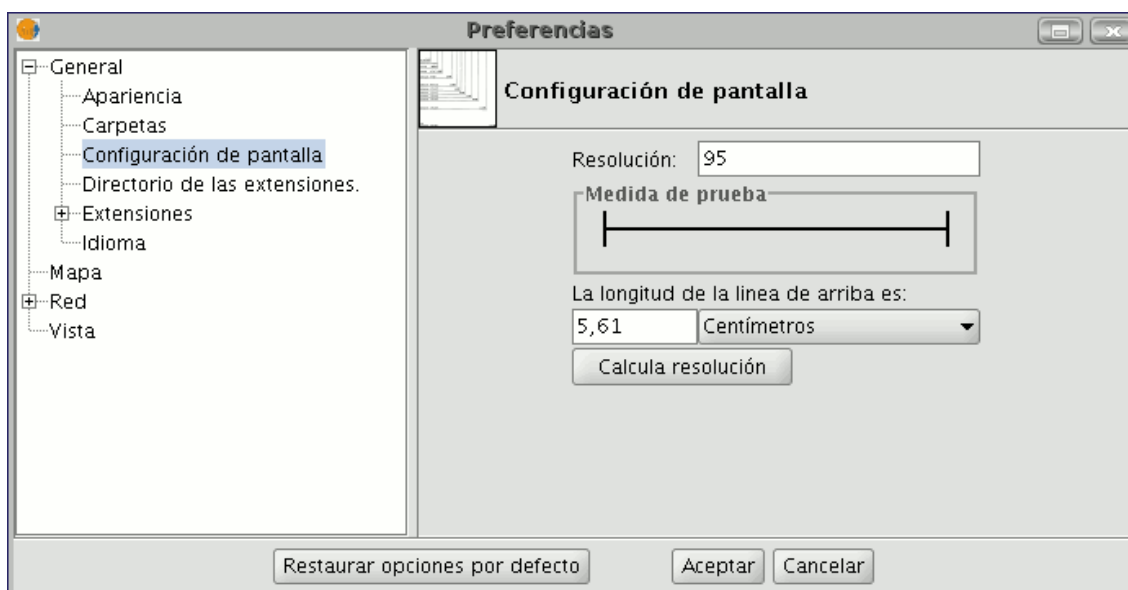 Preferencias
General
Apariencia
Carpetas
Configuración de pantalla
Directorio de las extensiones.
Extensiones
Idioma
Mapa
Red
Vista
Configuración de pantalla
Resolución: 95
Medida de prueba
La longitud de la linea de arriba es:
5,61 Centímetros
Calcula resolución
Restaurar opciones por defecto Aceptar Cancelar